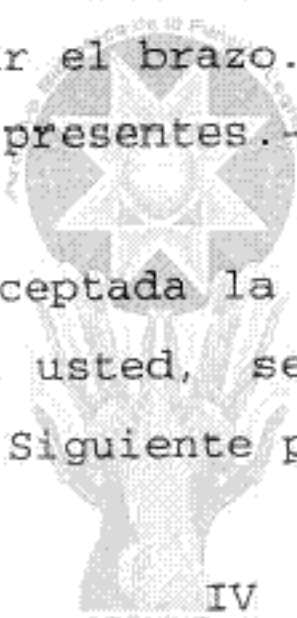 r el brazo.
presentes.-
ceptada la
usted, se
Siguiente p
IV